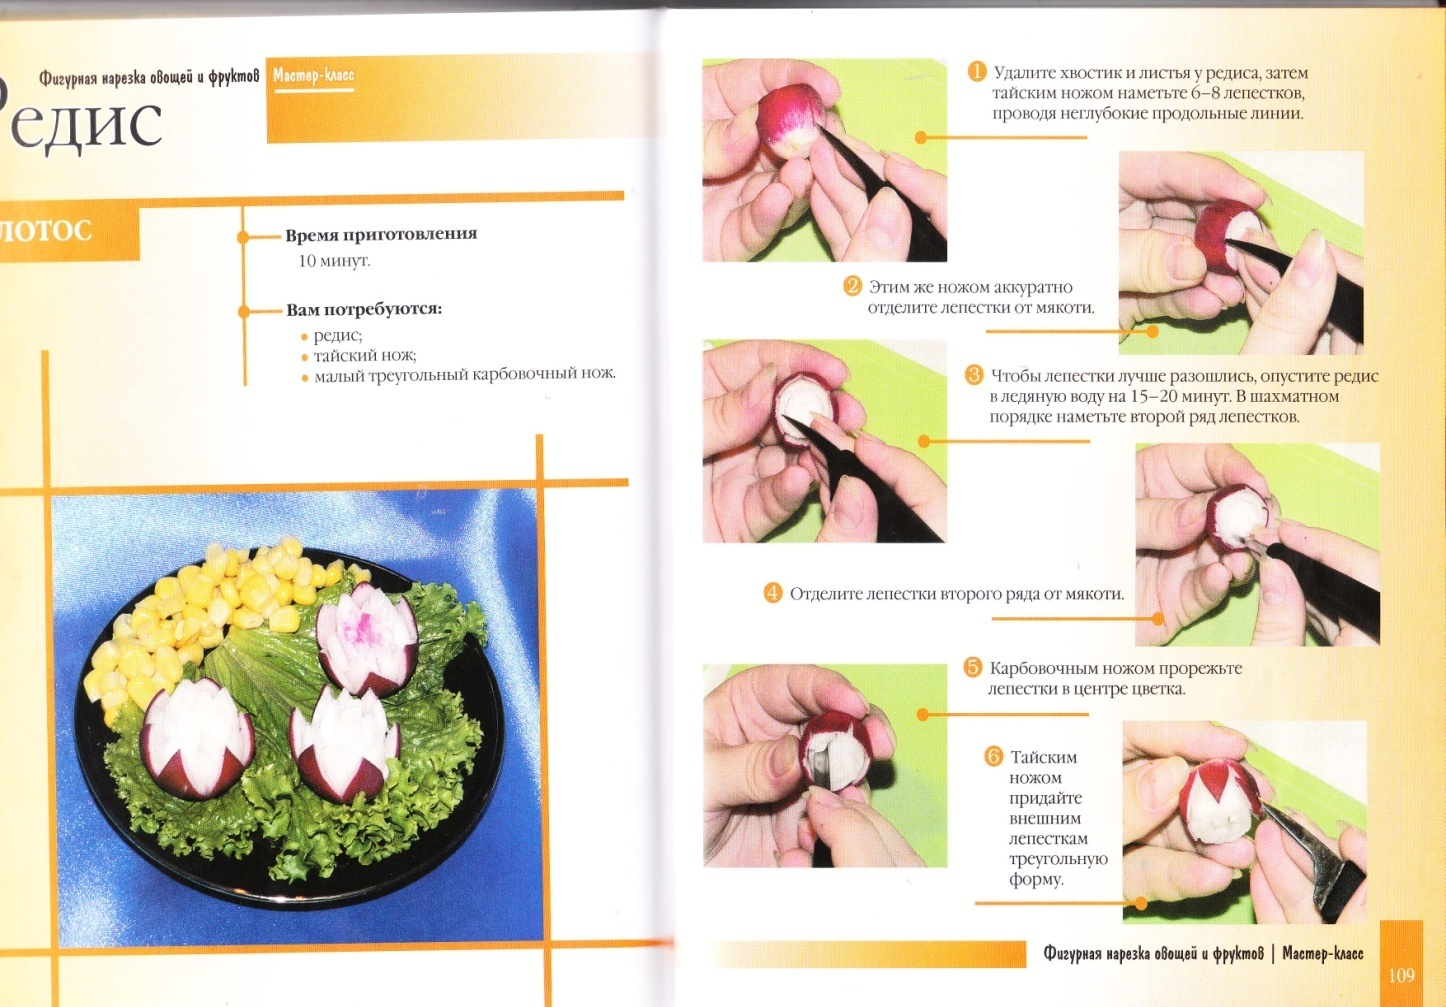 Фигурная нарезка овощей и фруктов
Мастер-класс
Редис
ЛОТОС
Время приготовления
10 минут.
Вам потребуются:
• редис;
• тайский нож;
• малый треугольный карбовочный нож.
1 Удалите хвостик и листья у редиса, затем
тайским ножом наметьте 6–8 лепестков,
проводя неглубокие продольные линии.
2 Этим же ножом аккуратно
отделите лепестки от мякоти.
3 Чтобы лепестки лучше разошлись, опустите редис
в ледяную воду на 15–20 минут. В шахматном
порядке наметьте второй ряд лепестков.
4 Отделите лепестки второго ряда от мякоти.
5 Карбовочным ножом прорежьте
лепестки в центре цветка.
6 Тайским
ножом
придайте
внешним
лепесткам
треугольную
форму.
Фигурная нарезка овощей и фруктов | Мастер-класс
109